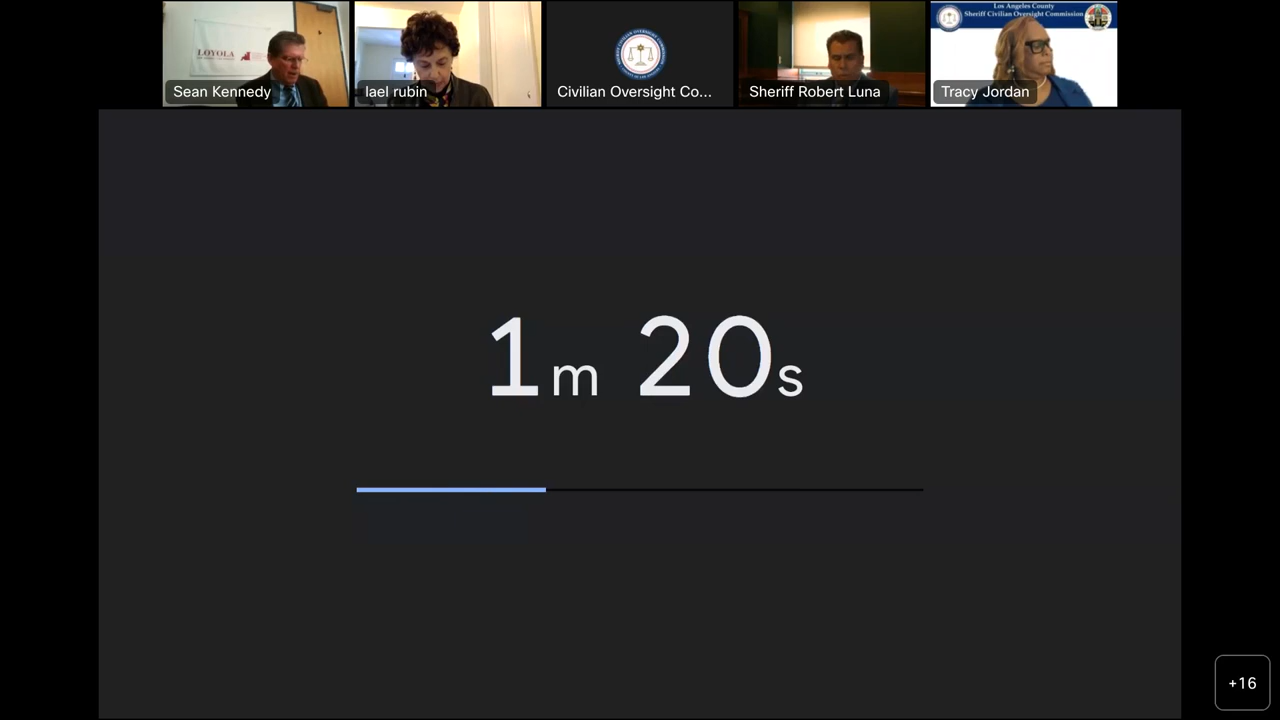 LOYOLA
Sean Kennedy
lael rubin
Civilian Oversight Co...
Sheriff Robert Luna
Los Angeles County
Sheriff Civilian Oversight Commission
Tracy Jordan
1m 20s
+16